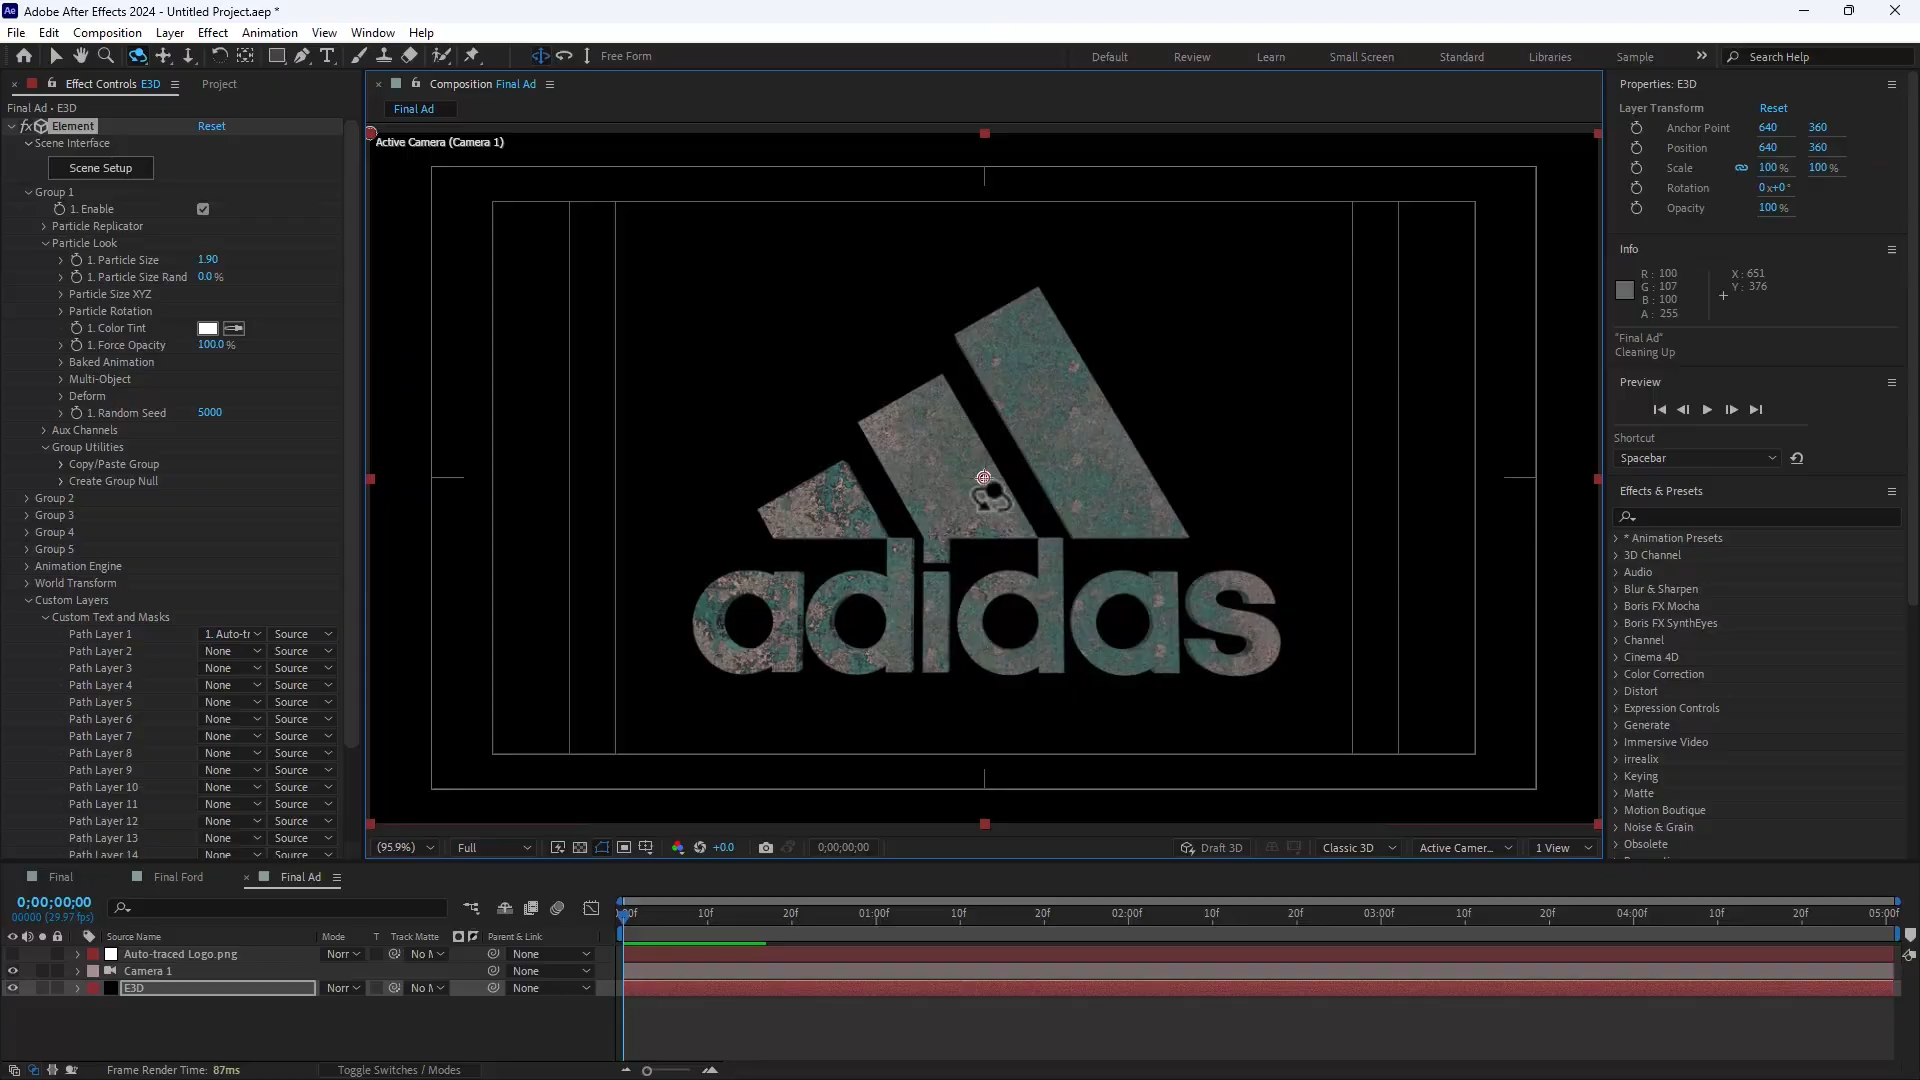 Adobe After Effects 2024 - Untitled Project.aep *
File Edit Composition Layer Effect Animation View Window Help
Free Form
Default Review Learn Small Screen Standard Libraries Sample Search Help
Effect Controls E3D Project
Final Ad • E3D
Element Reset
Scene Interface
Scene Setup
Group 1
1. Enable
Particle Replicator
Particle Look
1. Particle Size 1.90
1. Particle Size Rand 0.0 %
Particle Size XYZ
Particle Rotation
1. Color Tint
1. Force Opacity 100.0 %
Baked Animation
Multi-Object
Deform
1. Random Seed 5000
Aux Channels
Group Utilities
Copy/Paste Group
Create Group Null
Group 2
Group 3
Group 4
Group 5
Animation Engine
World Transform
Custom Layers
Custom Text and Masks
Path Layer 1 1. Auto-tr Source
Path Layer 2 None Source
Path Layer 3 None Source
Path Layer 4 None Source
Path Layer 5 None Source
Path Layer 6 None Source
Path Layer 7 None Source
Path Layer 8 None Source
Path Layer 9 None Source
Path Layer 10 None Source
Path Layer 11 None Source
Path Layer 12 None Source
Path Layer 13 None Source
Path Layer 14 None Source
Composition Final Ad
Final Ad
Active Camera (Camera 1)
adidas
(95.9%) Full +0.0 0;00;00;00 Draft 3D Classic 3D Active Camer... 1 View
Properties: E3D
Layer Transform Reset
Anchor Point 640 360
Position 640 360
Scale 100 % 100 %
Rotation 0x+0°
Opacity 100 %
Info
R : 100 X : 651
G : 107 Y : 376
B : 100
A : 255
"Final Ad"
Cleaning Up
Preview
Shortcut
Spacebar
Effects & Presets
* Animation Presets
3D Channel
Audio
Blur & Sharpen
Boris FX Mocha
Boris FX SynthEyes
Channel
Cinema 4D
Color Correction
Distort
Expression Controls
Generate
Immersive Video
irrealix
Keying
Matte
Motion Boutique
Noise & Grain
Obsolete
Final Final Ford Final Ad
0;00;00;00
00000 (29.97 fps)
:00f 10f 20f 01:00f 10f 20f 02:00f 10f 20f 03:00f 10f 20f 04:00f 10f 20f 05:00f
Source Name Mode T Track Matte Parent & Link
Auto-traced Logo.png Norr No M None
Camera 1 None
E3D Norr No M None
Frame Render Time: 87ms Toggle Switches / Modes